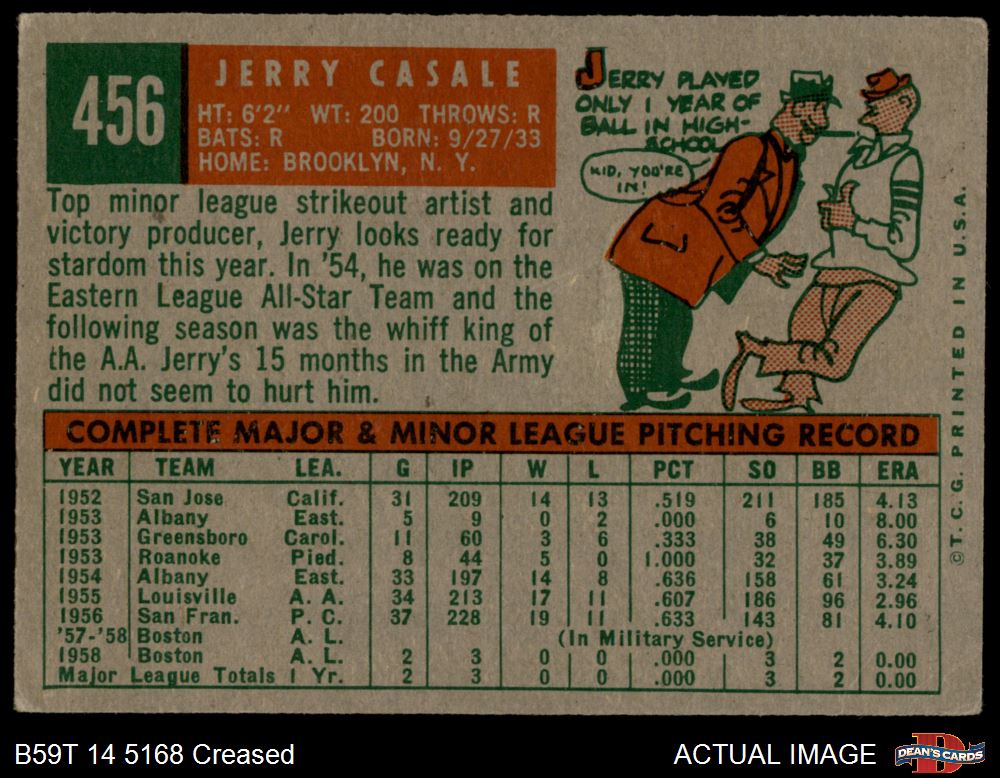 456
JERRY CASALE
HT: 6'2" WT: 200 THROWS: R
BATS: R BORN: 9/27/33
HOME: BROOKLYN, N. Y.
JERRY PLAYED
ONLY 1 YEAR OF
BALL IN HIGH-
SCHOOL
KID, YOU'RE
IN!
Top minor league strikeout artist and
victory producer, Jerry looks ready for
stardom this year. In '54, he was on the
Eastern League All-Star Team and the
following season was the whiff king of
the A.A. Jerry's 15 months in the Army
did not seem to hurt him.
COMPLETE MAJOR & MINOR LEAGUE PITCHING RECORD
YEAR TEAM LEA. G IP W L PCT SO BB ERA
1952 San Jose Calif. 31 209 14 13 .519 211 185 4.13
1953 Albany East. 5 9 0 2 .000 6 10 8.00
1953 Greensboro Carol. 11 60 3 6 .333 38 49 6.30
1953 Roanoke Pied. 8 44 5 0 1.000 32 37 3.89
1954 Albany East. 33 197 14 8 .636 158 61 3.24
1955 Louisville A. A. 34 213 17 11 .607 186 96 2.96
1956 San Fran. P. C. 37 228 19 11 .633 143 81 4.10
'57-'58 Boston A. L. (In Military Service)
1958 Boston A. L. 2 3 0 0 .000 3 2 0.00
Major League Totals 1 Yr. 2 3 0 0 .000 3 2 0.00
©T. C. G. PRINTED IN U.S.A.
B59T 14 5168 Creased
ACTUAL IMAGE
DEAN'S CARDS